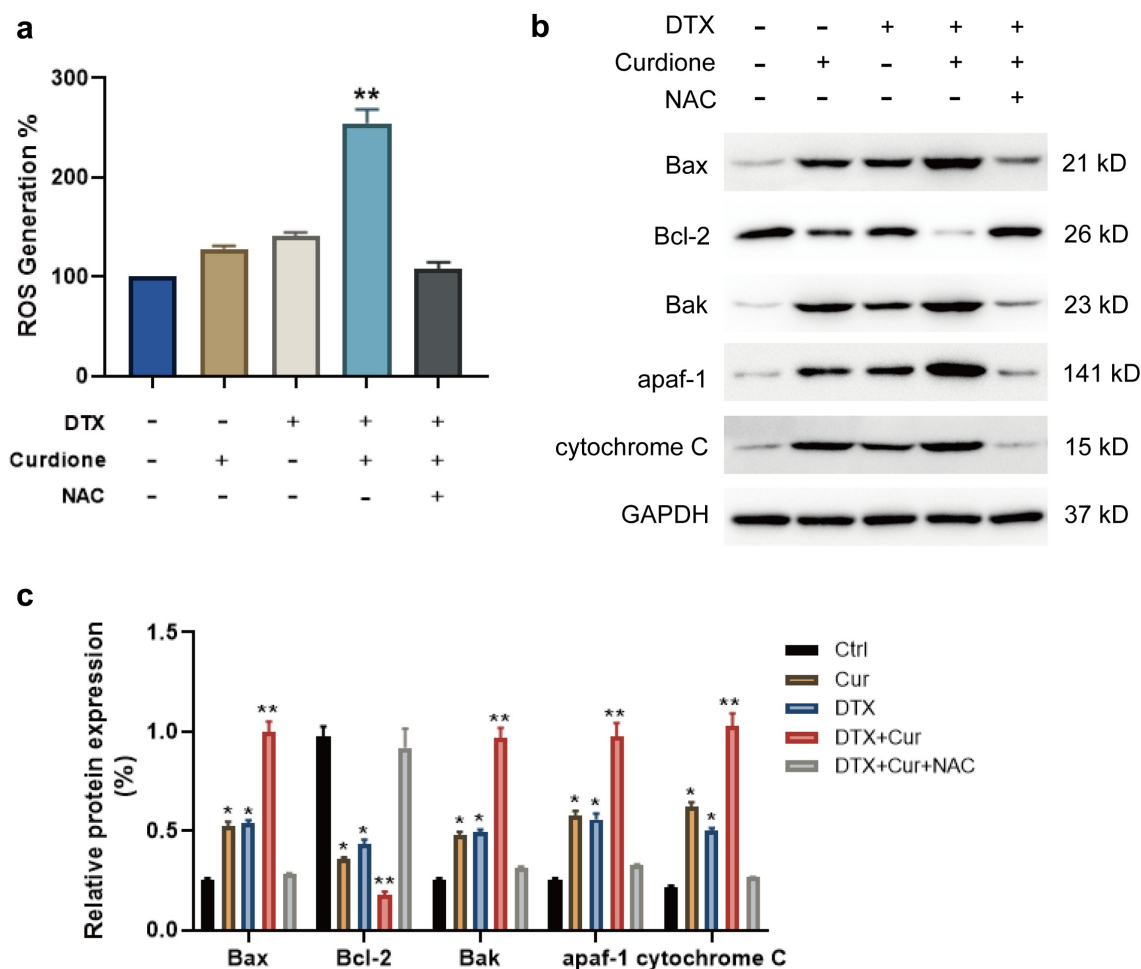 a
ROS Generation %
300
200
100
0
**
DTX - - + + +
Curdione - + - + +
NAC - - - - +
b
DTX - - + + +
Curdione - + - + +
NAC - - - - +
Bax 21 kD
Bcl-2 26 kD
Bak 23 kD
apaf-1 141 kD
cytochrome C 15 kD
GAPDH 37 kD
c
Relative protein expression
(%)
1.5
1.0
0.5
0.0
* * **
* * **
* * **
* * **
* * **
Bax Bcl-2 Bak apaf-1 cytochrome C
Ctrl
Cur
DTX
DTX+Cur
DTX+Cur+NAC